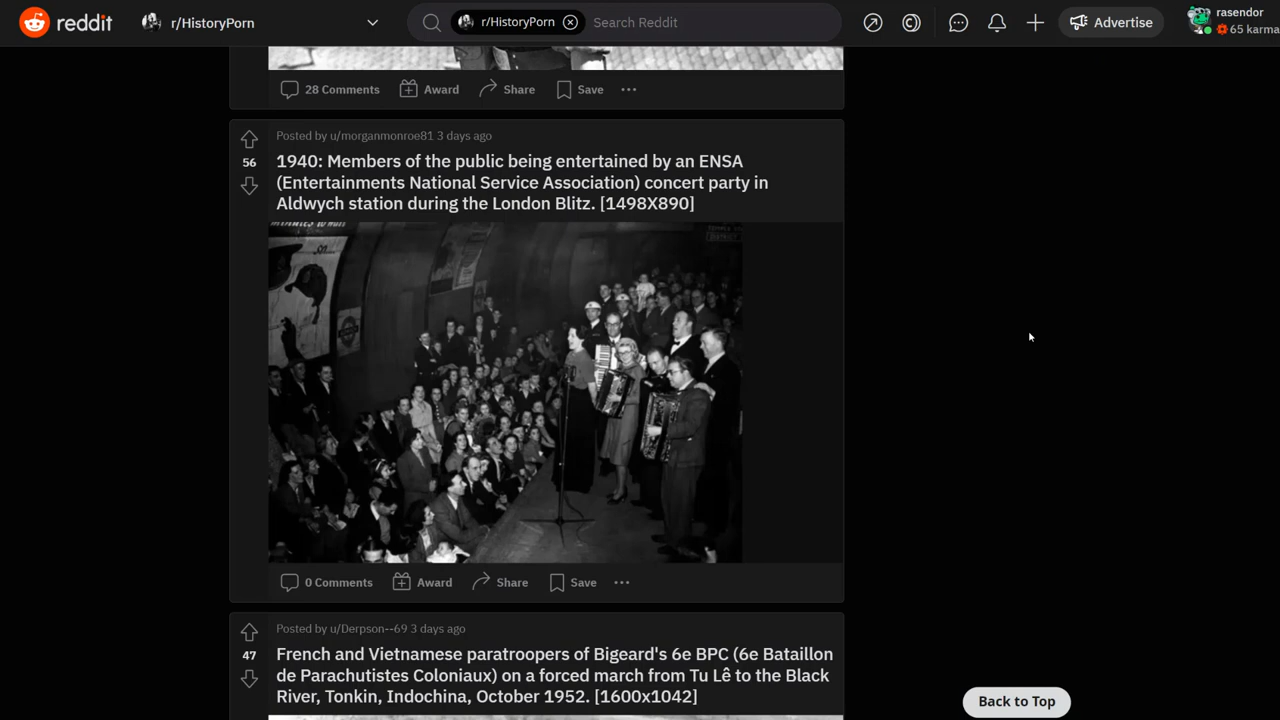 reddit
r/HistoryPorn
r/HistoryPorn
Search Reddit
Advertise
rasendor
65 karma
28 Comments
Award
Share
Save
Posted by u/morganmonroe81 3 days ago
56
1940: Members of the public being entertained by an ENSA
(Entertainments National Service Association) concert party in
Aldwych station during the London Blitz. [1498X890]
0 Comments
Award
Share
Save
Posted by u/Derpson--69 3 days ago
47
French and Vietnamese paratroopers of Bigeard's 6e BPC (6e Bataillon
de Parachutistes Coloniaux) on a forced march from Tu Lê to the Black
River, Tonkin, Indochina, October 1952. [1600x1042]
Back to Top